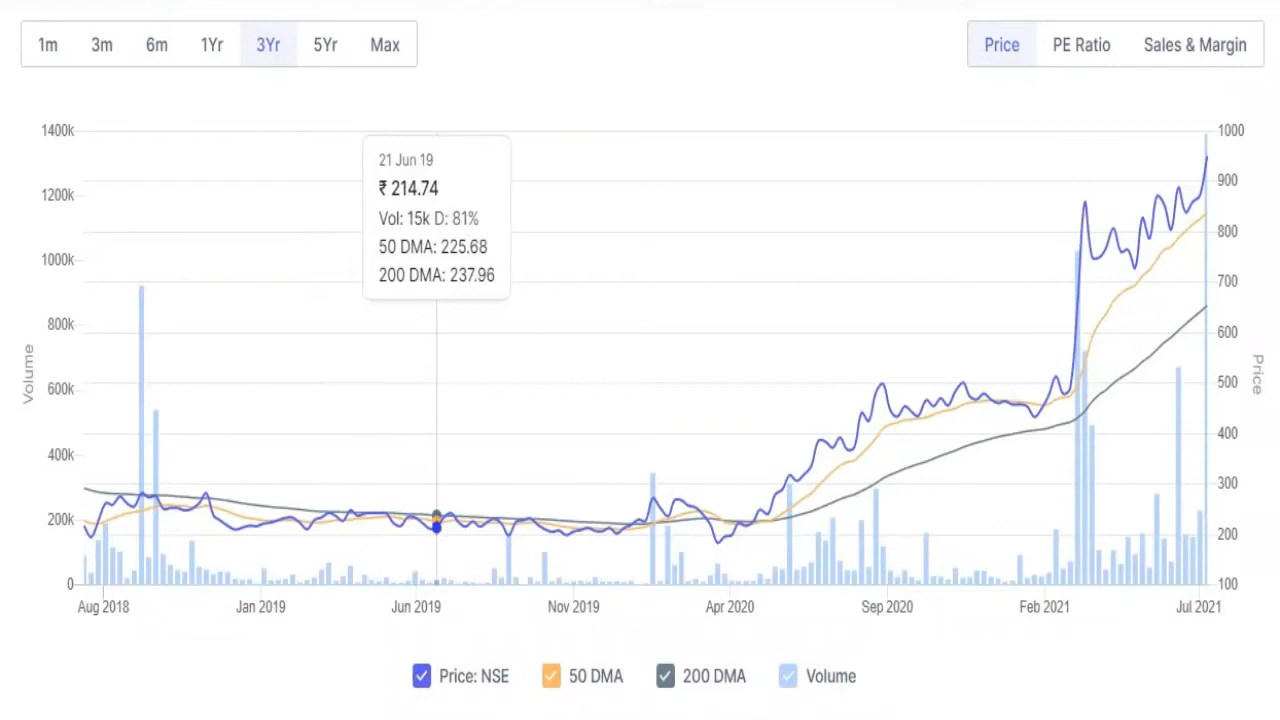 1m 3m 6m 1Yr 3Yr 5Yr Max
Price PE Ratio Sales & Margin
1400k
1200k
1000k
800k
600k
400k
200k
0
Volume
21 Jun 19
₹ 214.74
Vol: 15k D: 81%
50 DMA: 225.68
200 DMA: 237.96
1000
900
800
700
600
500
400
300
200
100
Price
Aug 2018 Jan 2019 Jun 2019 Nov 2019 Apr 2020 Sep 2020 Feb 2021 Jul 2021
Price: NSE 50 DMA 200 DMA Volume